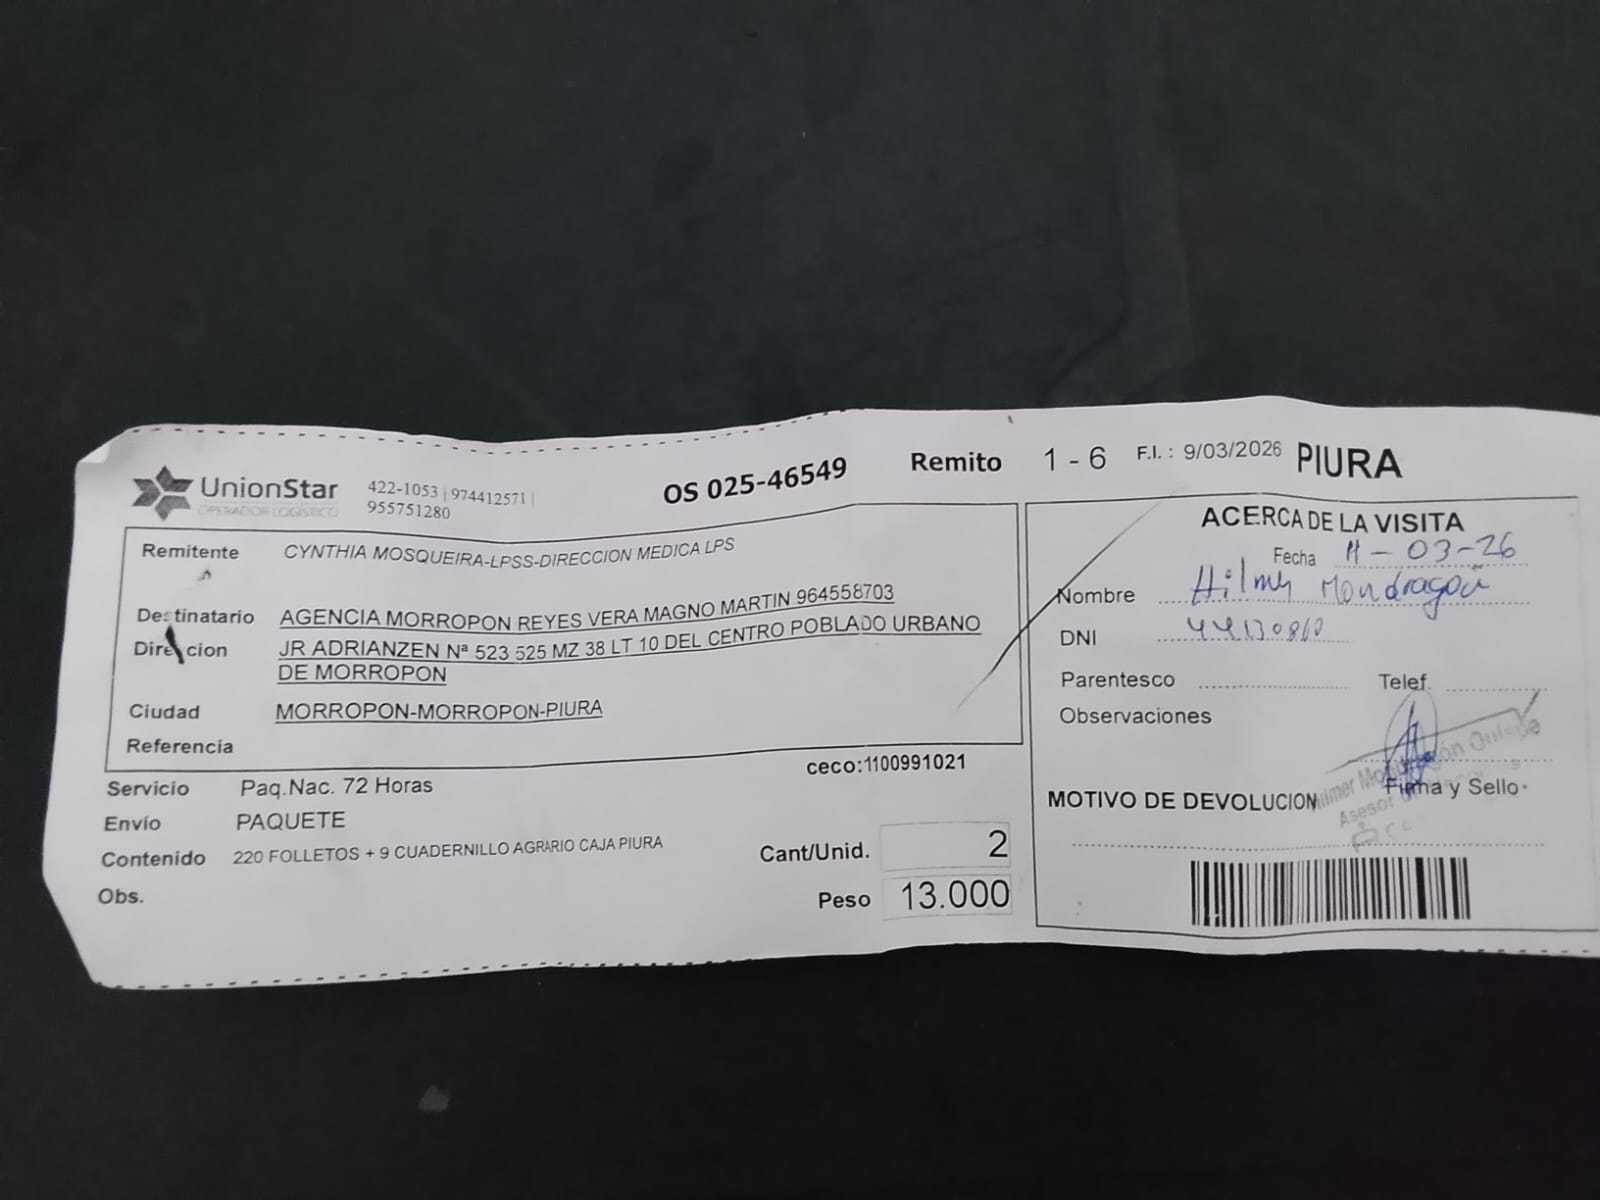 UnionStar
OPERADOR LOGÍSTICO
422-1053 | 974412571 |
955751280
OS 025-46549
Remito 1 - 6
F.I. : 9/03/2026
PIURA
Remitente CYNTHIA MOSQUEIRA-LPSS-DIRECCION MEDICA LPS
Destinatario AGENCIA MORROPON REYES VERA MAGNO MARTIN 964558703
Direccion JR ADRIANZEN Nª 523 525 MZ 38 LT 10 DEL CENTRO POBLADO URBANO
DE MORROPON
Ciudad MORROPON-MORROPON-PIURA
Referencia
ceco:1100991021
Servicio Paq.Nac. 72 Horas
Envío PAQUETE
Contenido 220 FOLLETOS + 9 CUADERNILLO AGRARIO CAJA PIURA
Obs.
Cant/Unid. 2
Peso 13.000
ACERCA DE LA VISITA
Fecha 11-03-26
Nombre Hilmer Mondragon
DNI
Parentesco
Telef.
Observaciones
Firma y Sello
MOTIVO DE DEVOLUCION
Asesor